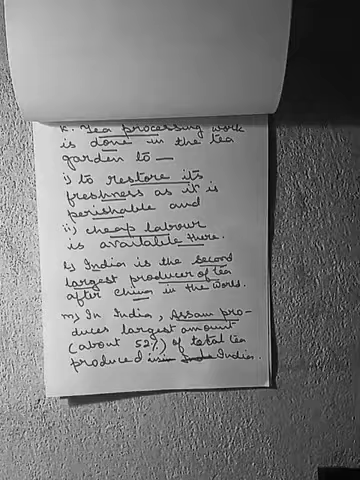 k. Tea processing work
is done in the tea
garden to —
i) to restore its
freshness as it is
perishable and
ii) cheap labour
is available there.
l) India is the second
largest producer of tea
after China in the world.
m) In India, Assam pro-
duces largest amount
(about 52%) of total tea
produced in India.